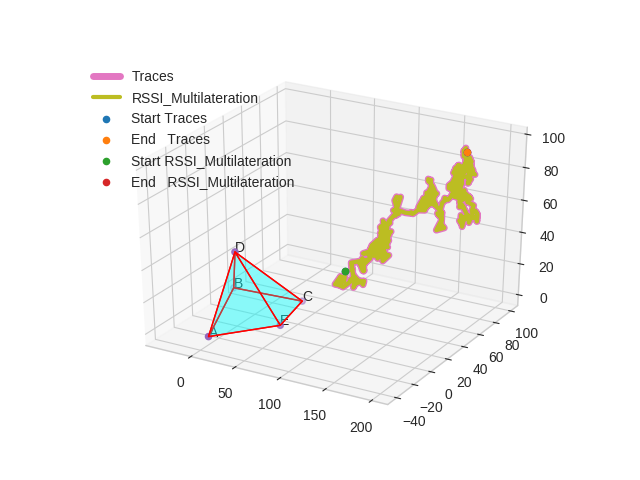 Traces
RSSI_Multilateration
Start Traces
End   Traces
Start RSSI_Multilateration
End   RSSI_Multilateration
D
B
C
E
A
0
50
100
150
200
−40
−20
0
20
40
60
80
100
0
20
40
60
80
100